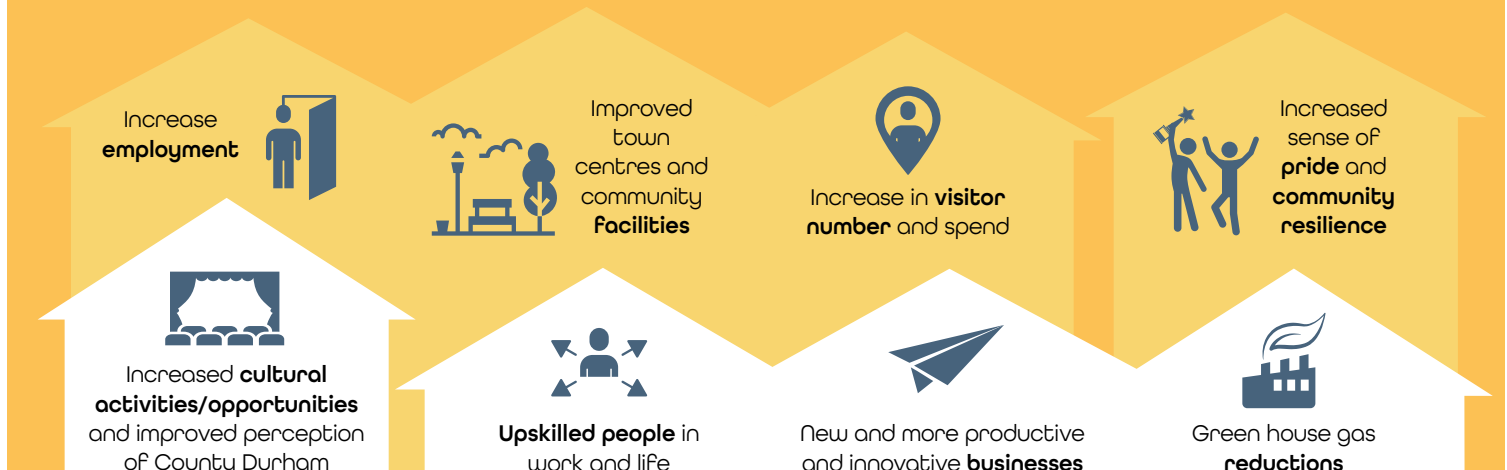 Increase
employment
Improved
town
centres and
community
facilities
Increase in visitor
number and spend
Increased
sense of
pride and
community
resilience
Increased cultural
activities/opportunities
and improved perception
of County Durham
Upskilled people in
work and life
New and more productive
and innovative businesses
Green house gas
reductions